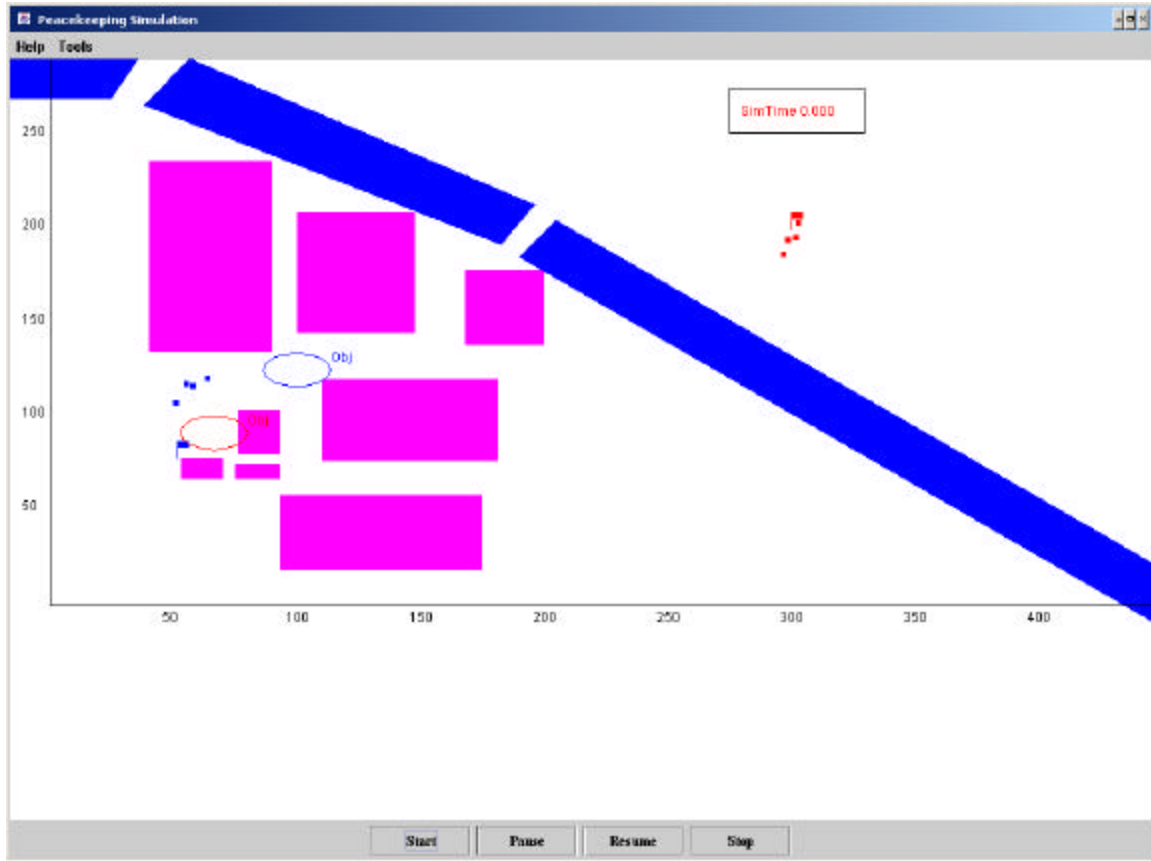 Peacekeeping Simulation
Help Tools
SimTime 0.000
250
200
150
Obj
100
Obj
50
50 100 150 200 250 300 350 400
Start Pause Resume Stop